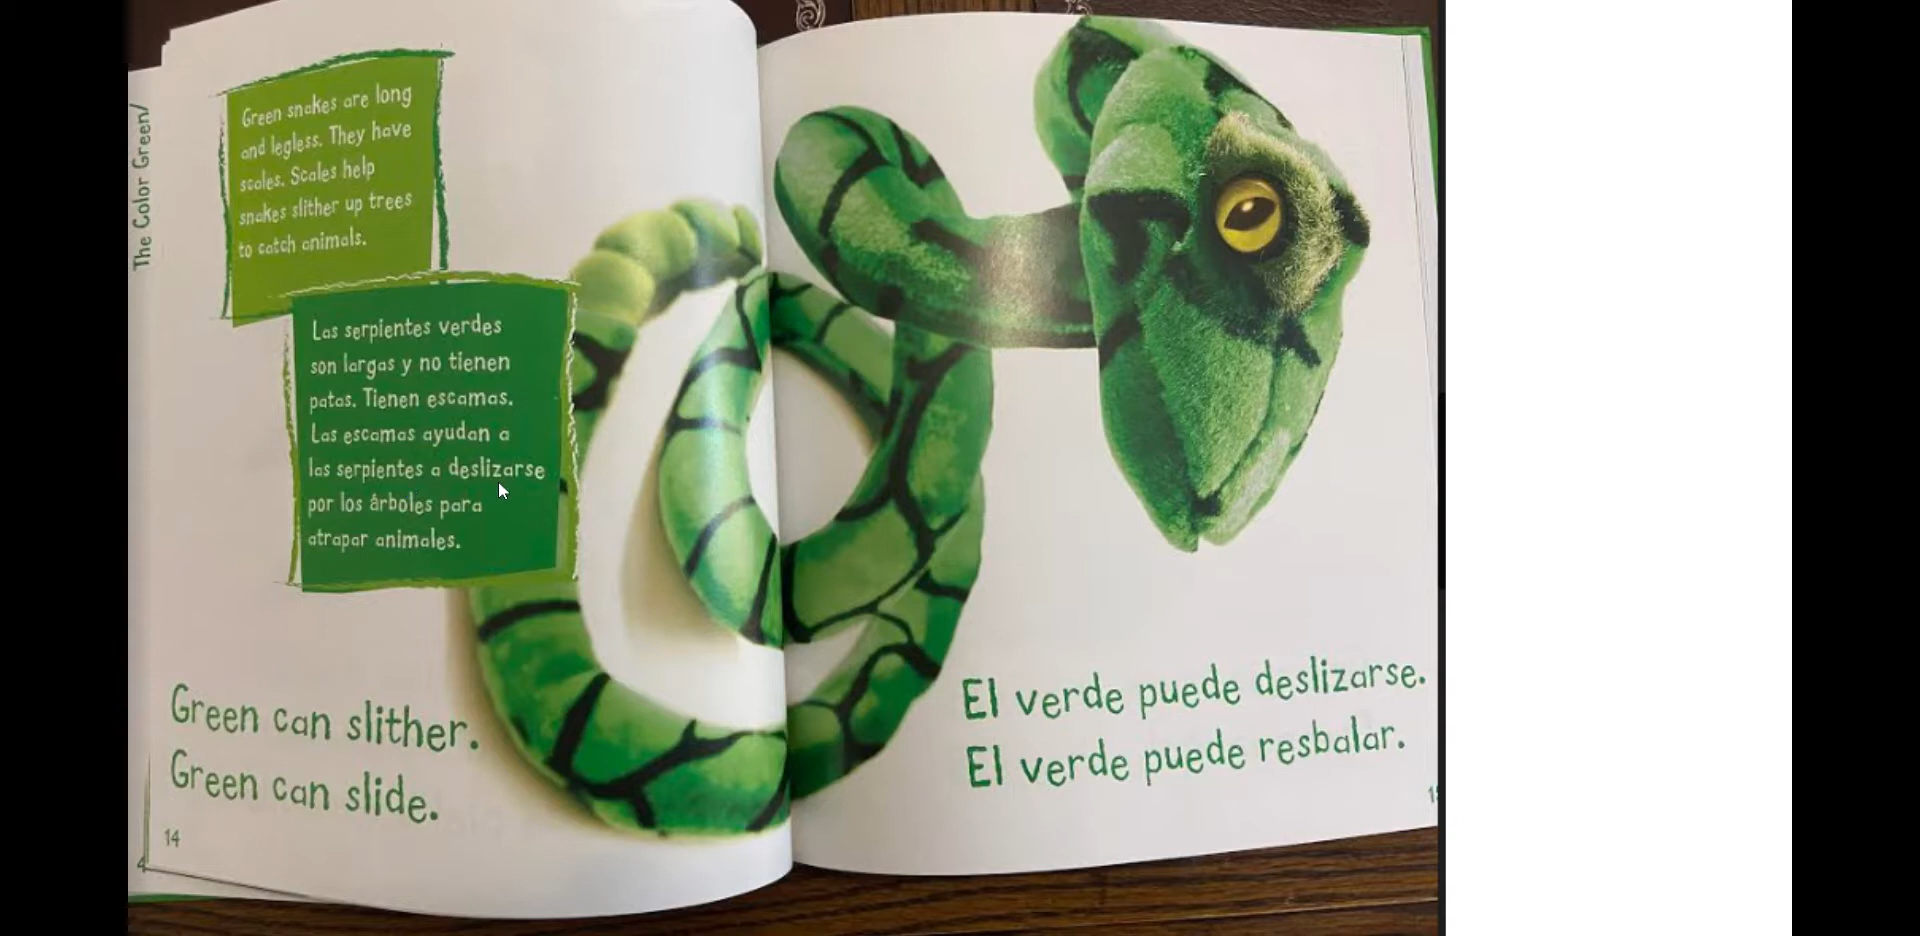 The Color Green/
Green snakes are long
and legless. They have
scales. Scales help
snakes slither up trees
to catch animals.
Las serpientes verdes
son largas y no tienen
patas. Tienen escamas.
Las escamas ayudan a
las serpientes a deslizarse
por los árboles para
atrapar animales.
Green can slither.
Green can slide.
14
4
El verde puede deslizarse.
El verde puede resbalar.